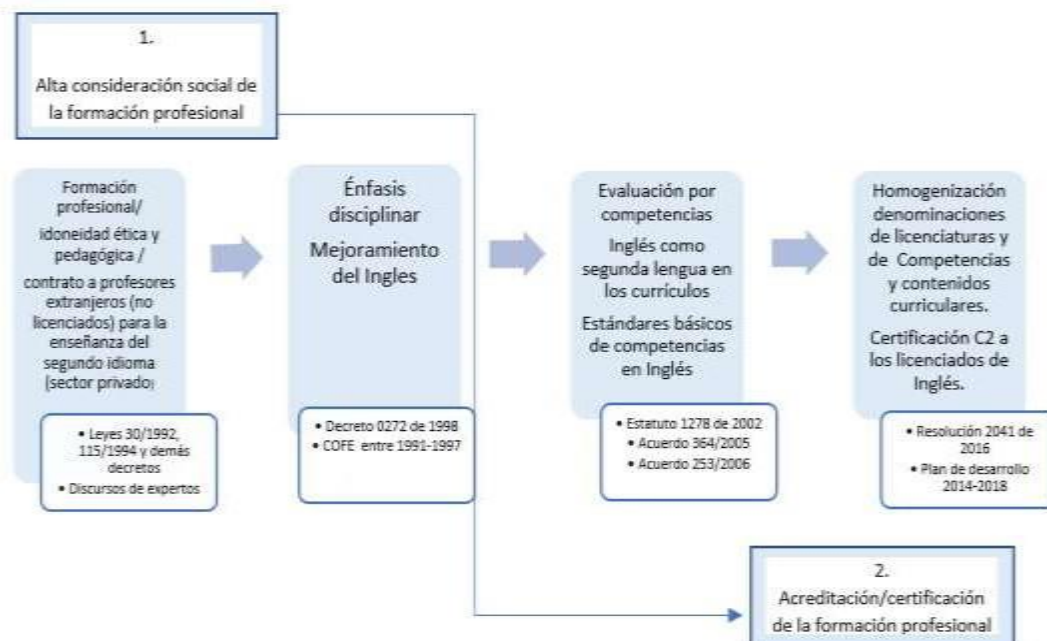 1.
Alta consideración social de
la formación profesional
Formación
profesional/
idoneidad ética y
pedagógica /
contrato a profesores
extranjeros (no
licenciados) para la
enseñanza del
segundo idioma
(sector privado)
• Leyes 30/1992,
115/1994 y demás
decretos
• Discursos de expertos
Énfasis
disciplinar
Mejoramiento
del Ingles
• Decreto 0272 de 1998
• COFE entre 1991-1997
Evaluación por
competencias
Inglés como
segunda lengua en
los currículos
Estándares básicos
de competencias
en Inglés
• Estatuto 1278 de 2002
• Acuerdo 364/2005
• Acuerdo 253/2006
Homogenización
denominaciones
de licenciaturas y
de Competencias
y contenidos
curriculares.
Certificación C2 a
los licenciados de
Inglés.
• Resolución 2041 de
2016
• Plan de desarrollo
2014-2018
2.
Acreditación/certificación
de la formación profesional